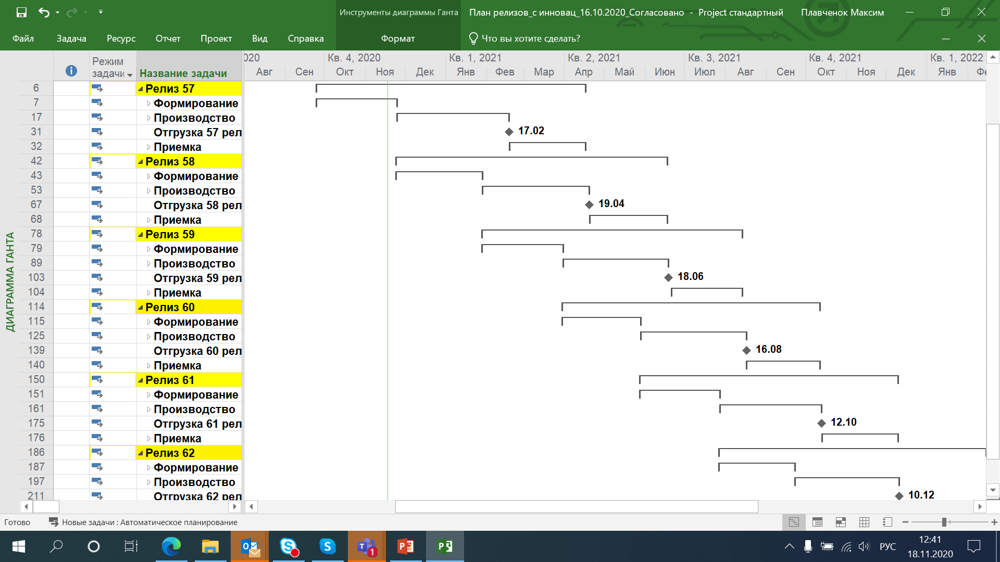 Инструменты диаграммы Ганта
План релизов_с инновац_16.10.2020_Согласовано - Project стандартный
Плавченок Максим
Файл Задача Ресурс Отчет Проект Вид Справка Формат Что вы хотите сделать?
Режим задачи
Название задачи
020 Кв. 4, 2020 Кв. 1, 2021 Кв. 2, 2021 Кв. 3, 2021 Кв. 4, 2021 Кв. 1, 2022
Авг Сен Окт Ноя Дек Янв Фев Мар Апр Май Июн Июл Авг Сен Окт Ноя Дек Янв Фе
ДИАГРАММА ГАНТА
6 Релиз 57
7 Формирование
17 Производство
31 Отгрузка 57 рел 17.02
32 Приемка
42 Релиз 58
43 Формирование
53 Производство
67 Отгрузка 58 рел 19.04
68 Приемка
78 Релиз 59
79 Формирование
89 Производство
103 Отгрузка 59 рел 18.06
104 Приемка
114 Релиз 60
115 Формирование
125 Производство
139 Отгрузка 60 рел 16.08
140 Приемка
150 Релиз 61
151 Формирование
161 Производство
175 Отгрузка 61 рел 12.10
176 Приемка
186 Релиз 62
187 Формирование
197 Производство
211 Отгрузка 62 рел 10.12
Готово Новые задачи : Автоматическое планирование
РУС
12:41
18.11.2020